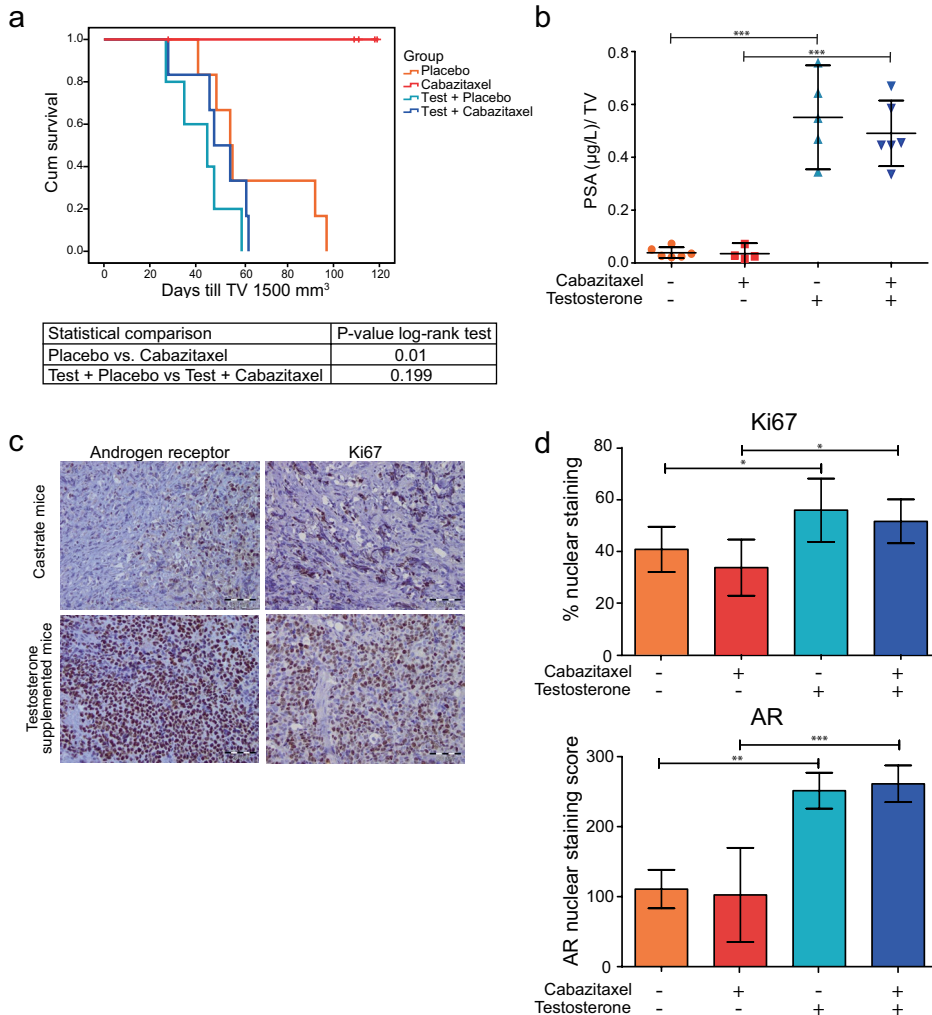 a
1.0
0.8
0.6
0.4
0.2
0.0
Cum survival
0 20 40 60 80 100 120
Days till TV 1500 mm³
Group
Placebo
Cabazitaxel
Test + Placebo
Test + Cabazitaxel
Statistical comparison P-value log-rank test
Placebo vs. Cabazitaxel 0.01
Test + Placebo vs Test + Cabazitaxel 0.199
b
***
***
0.8
0.6
0.4
0.2
0.0
PSA (µg/L)/ TV
Cabazitaxel - + - +
Testosterone - - + +
c
Androgen receptor Ki67
Castrate mice
Testosterone
supplemented mice
d
Ki67
*
*
80
60
40
20
0
% nuclear staining
Cabazitaxel - + - +
Testosterone - - + +
AR
***
**
300
200
100
0
AR nuclear staining score
Cabazitaxel - + - +
Testosterone - - + +